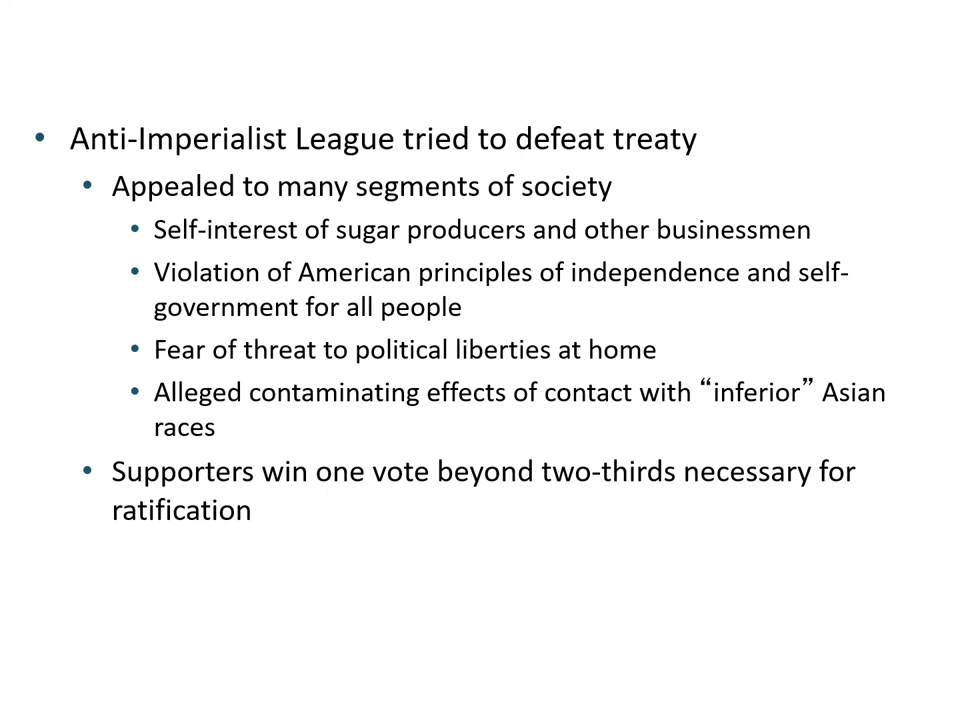 • Anti-Imperialist League tried to defeat treaty
• Appealed to many segments of society
• Self-interest of sugar producers and other businessmen
• Violation of American principles of independence and self-
government for all people
• Fear of threat to political liberties at home
• Alleged contaminating effects of contact with “inferior” Asian
races
• Supporters win one vote beyond two-thirds necessary for
ratification